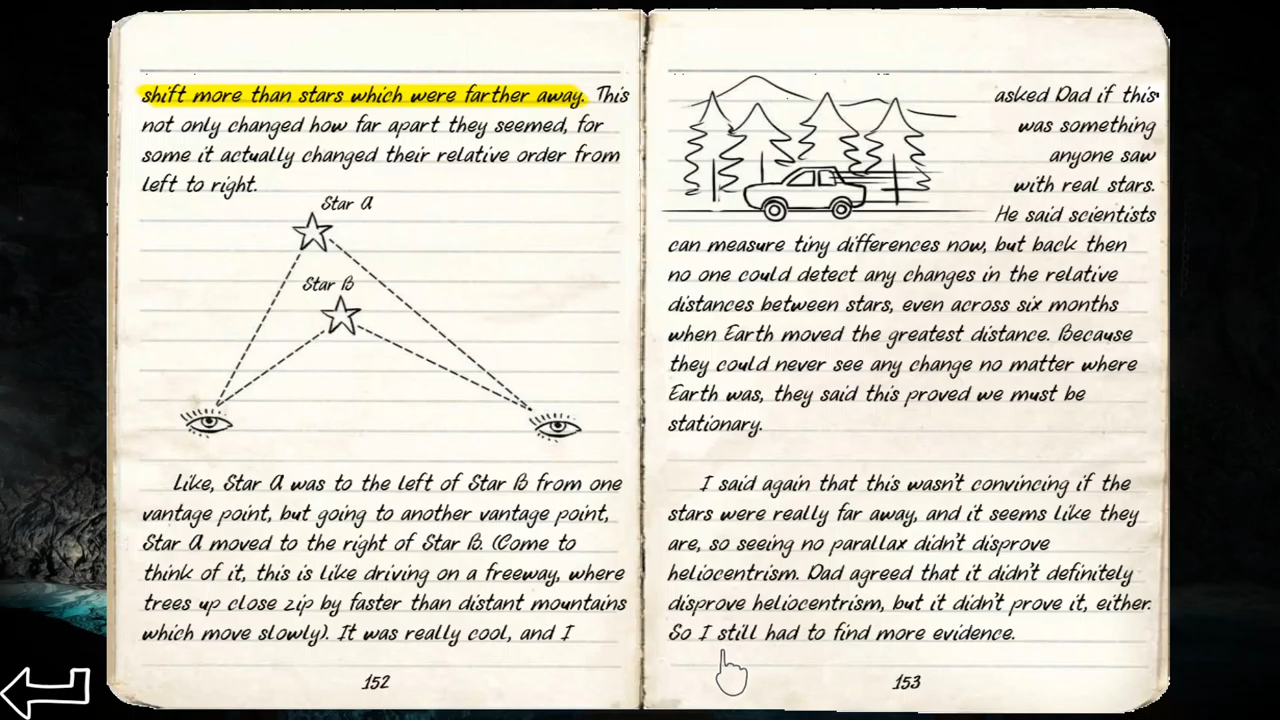 shift more than stars which were farther away. This
not only changed how far apart they seemed, for
some it actually changed their relative order from
left to right.
Star A
Star B
Like, Star A was to the left of Star B from one
vantage point, but going to another vantage point,
Star A moved to the right of Star B. (Come to
think of it, this is like driving on a freeway, where
trees up close zip by faster than distant mountains
which move slowly). It was really cool, and I
152
asked Dad if this
was something
anyone saw
with real stars.
He said scientists
can measure tiny differences now, but back then
no one could detect any changes in the relative
distances between stars, even across six months
when Earth moved the greatest distance. Because
they could never see any change no matter where
Earth was, they said this proved we must be
stationary.
I said again that this wasn't convincing if the
stars were really far away, and it seems like they
are, so seeing no parallax didn't disprove
heliocentrism. Dad agreed that it didn't definitely
disprove heliocentrism, but it didn't prove it, either.
So I still had to find more evidence.
153